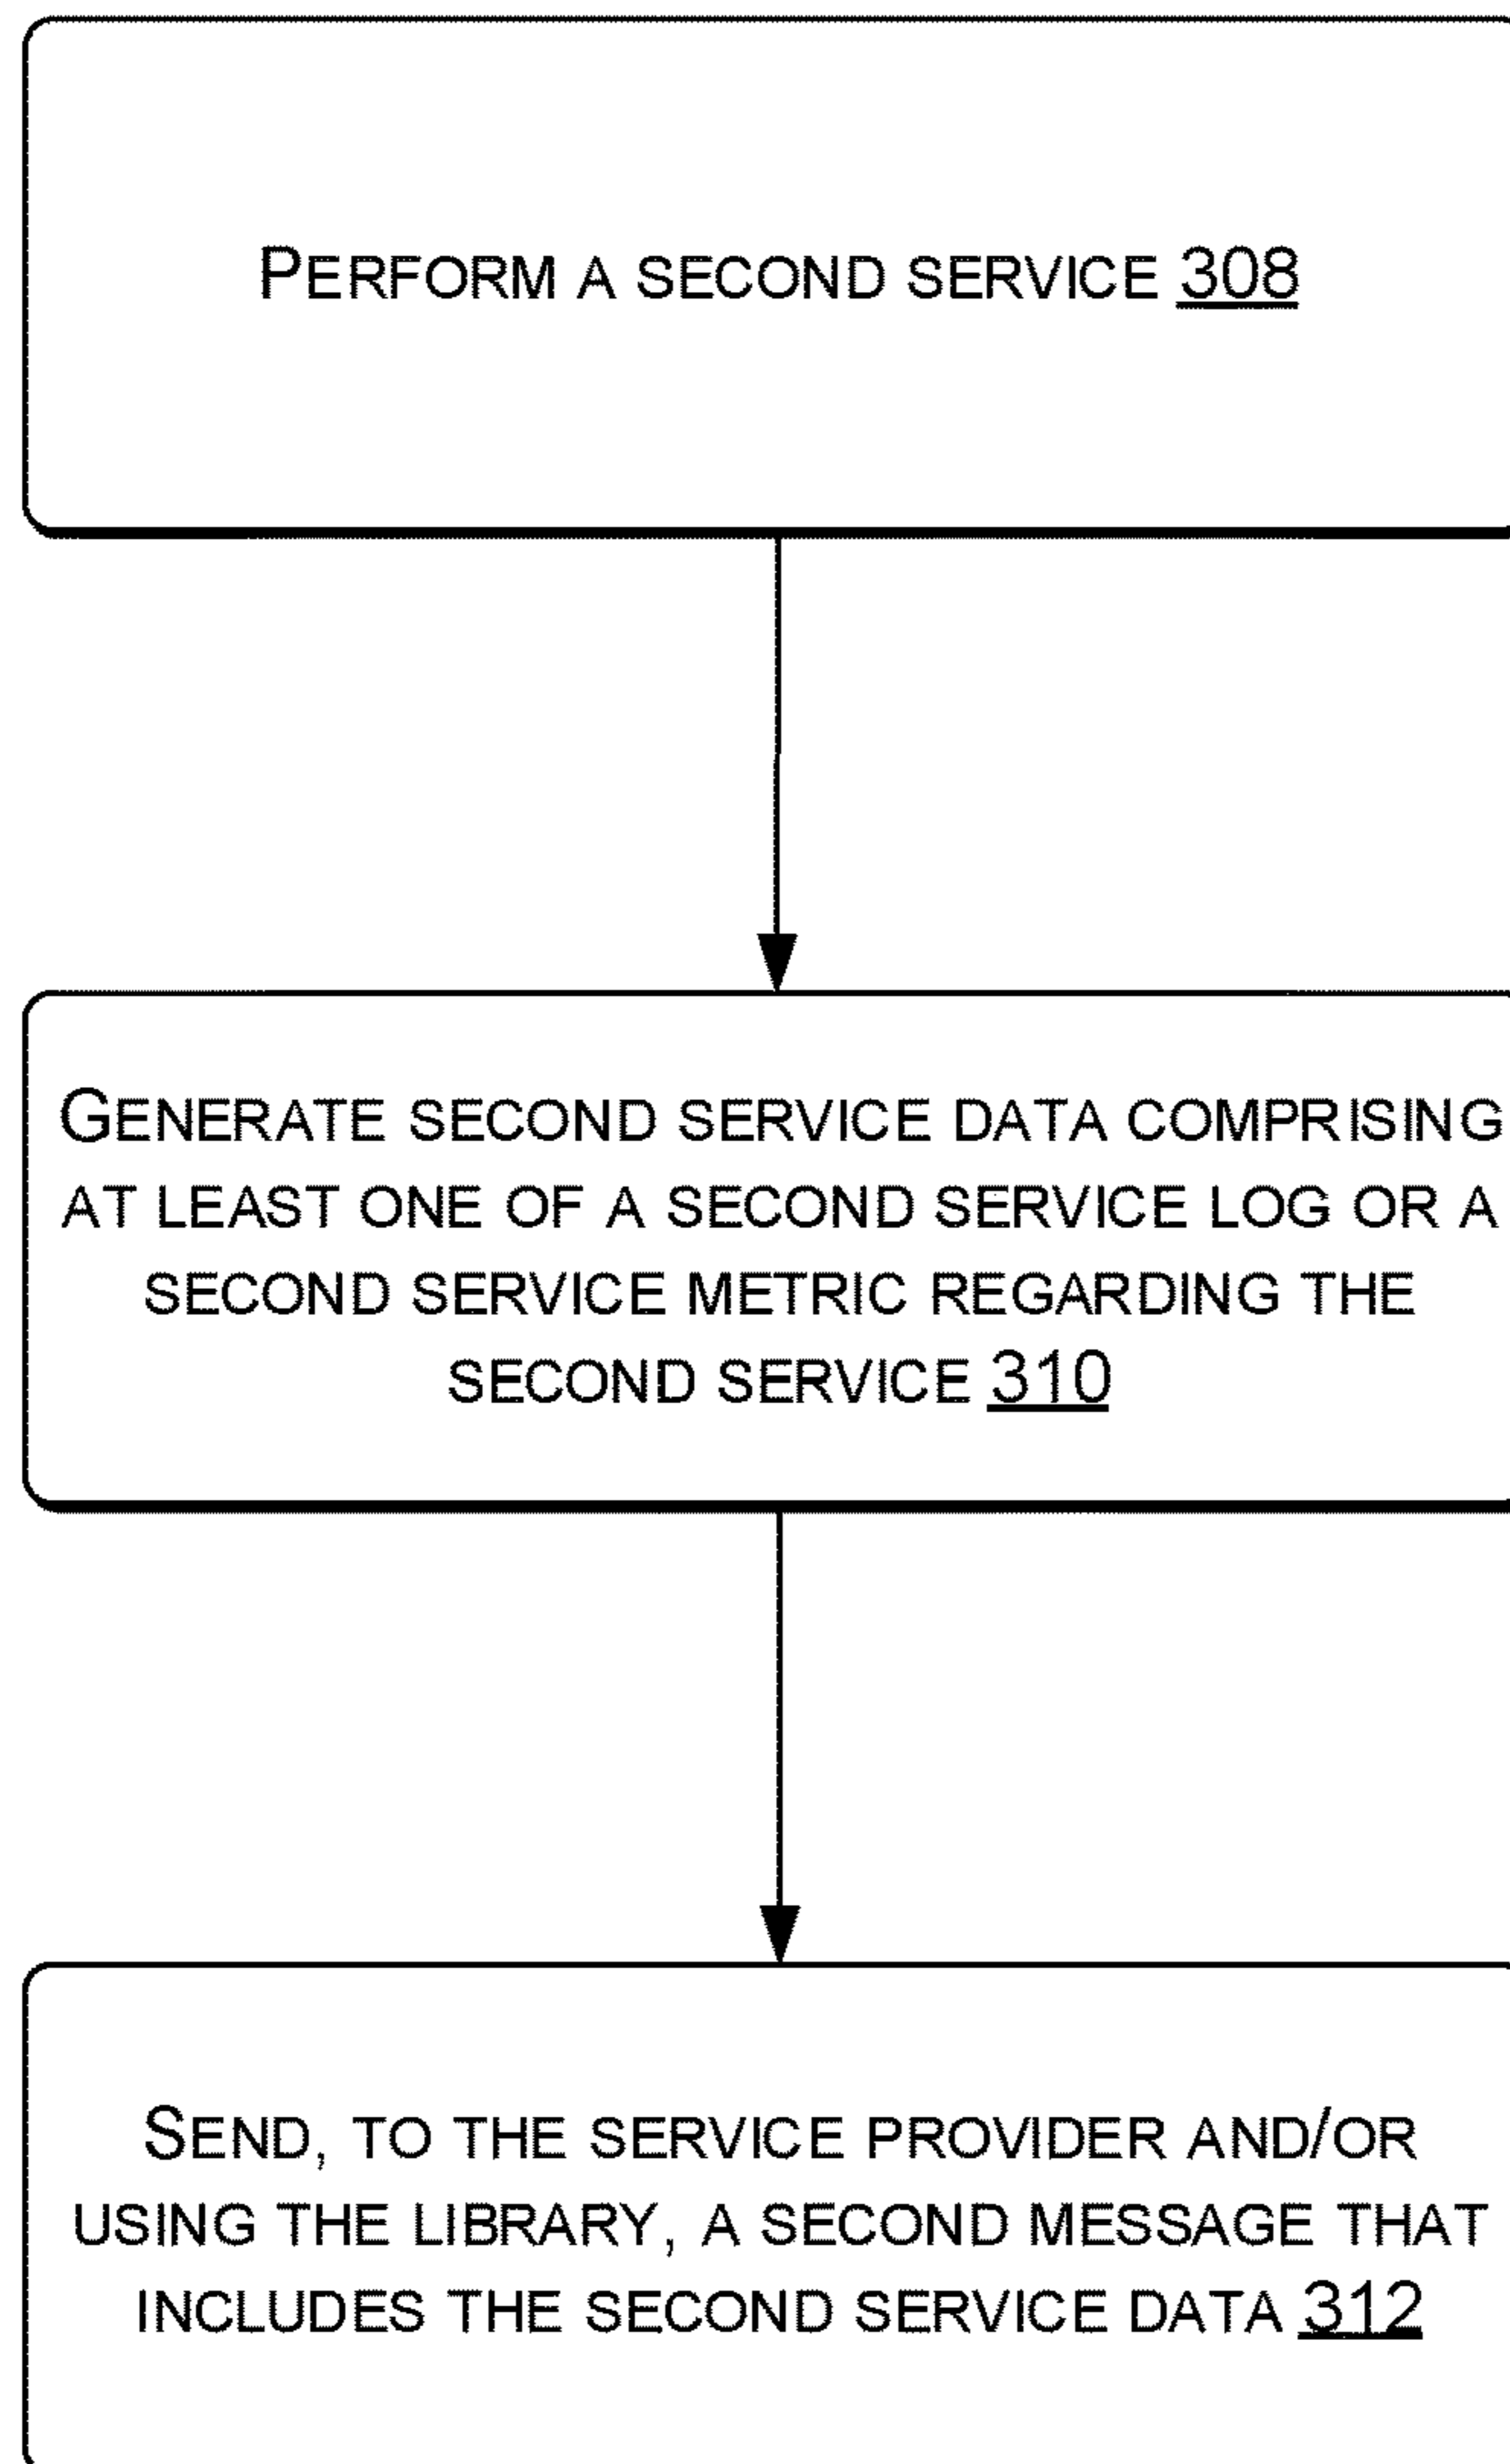 PERFORM A SECOND SERVICE 308
GENERATE SECOND SERVICE DATA COMPRISING
AT LEAST ONE OF A SECOND SERVICE LOG OR A
SECOND SERVICE METRIC REGARDING THE
SECOND SERVICE 310
SEND, TO THE SERVICE PROVIDER AND/OR
USING THE LIBRARY, A SECOND MESSAGE THAT
INCLUDES THE SECOND SERVICE DATA 312